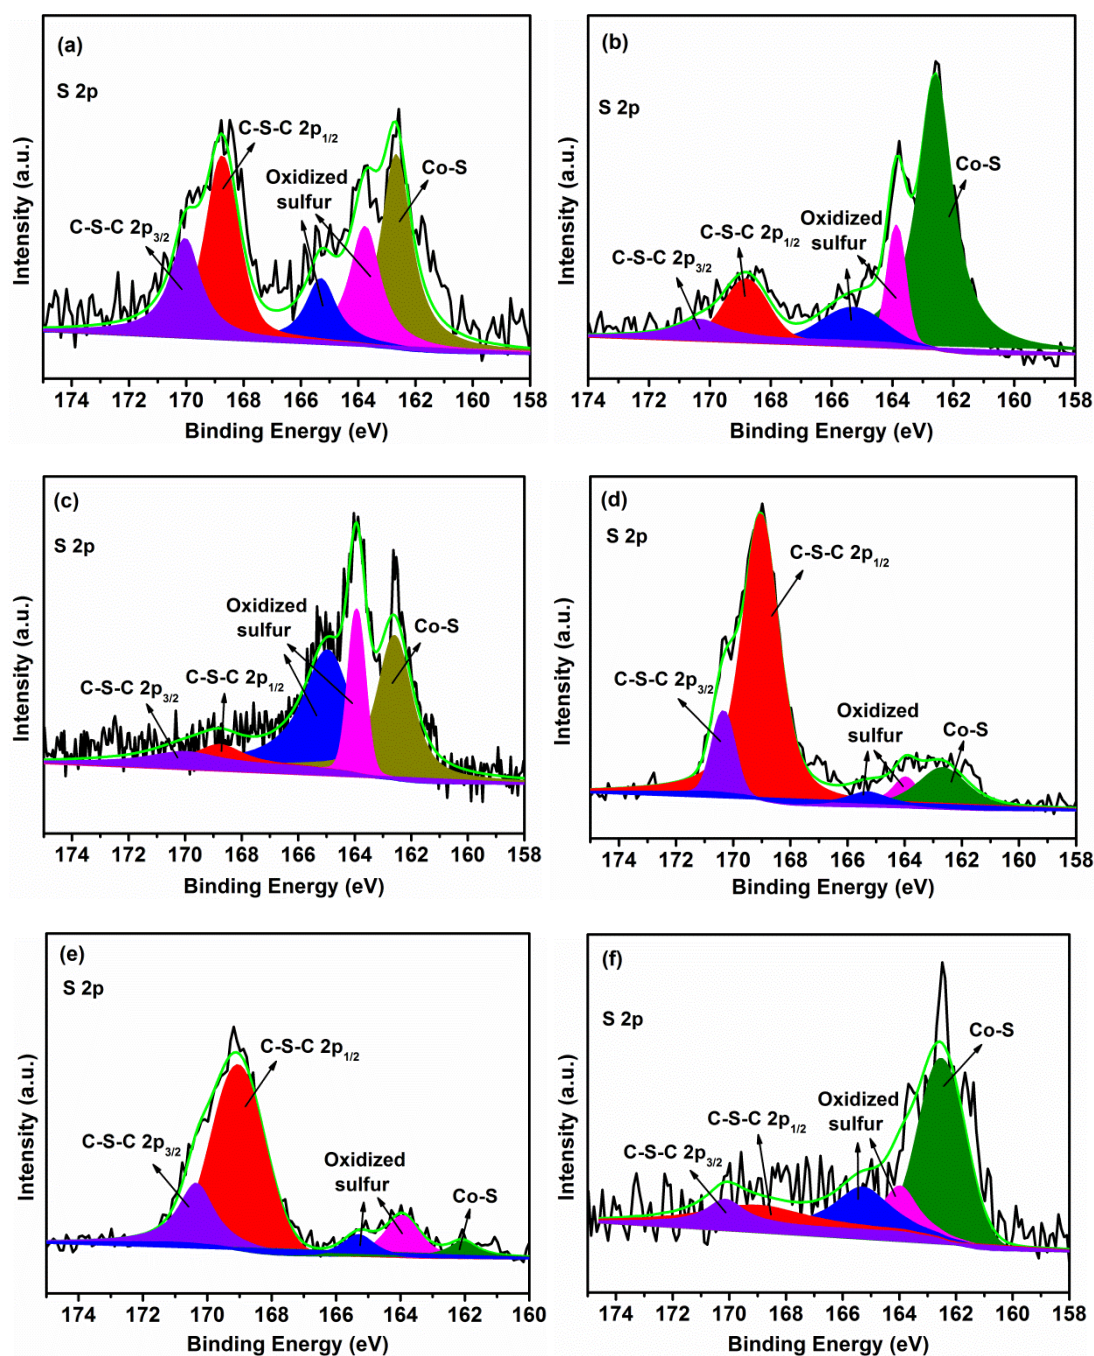 (a)
S 2p
C-S-C 2p1/2
C-S-C 2p3/2
Oxidized
sulfur
Co-S
Intensity (a.u.)
174 172 170 168 166 164 162 160 158
Binding Energy (eV)
(b)
S 2p
Co-S
Oxidized
sulfur
C-S-C 2p1/2
C-S-C 2p3/2
Intensity (a.u.)
174 172 170 168 166 164 162 160 158
Binding Energy (eV)
(c)
S 2p
Oxidized
sulfur
Co-S
C-S-C 2p1/2
C-S-C 2p3/2
Intensity (a.u.)
174 172 170 168 166 164 162 160 158
Binding Energy (eV)
(d)
S 2p
C-S-C 2p1/2
C-S-C 2p3/2
Oxidized
sulfur
Co-S
Intensity (a.u.)
174 172 170 168 166 164 162 160 158
Binding Energy (eV)
(e)
S 2p
C-S-C 2p1/2
C-S-C 2p3/2
Oxidized
sulfur
Co-S
Intensity (a.u.)
174 172 170 168 166 164 162 160
Binding Energy (eV)
(f)
S 2p
Co-S
Oxidized
sulfur
C-S-C 2p1/2
C-S-C 2p3/2
Intensity (a.u.)
174 172 170 168 166 164 162 160 158
Binding Energy (eV)